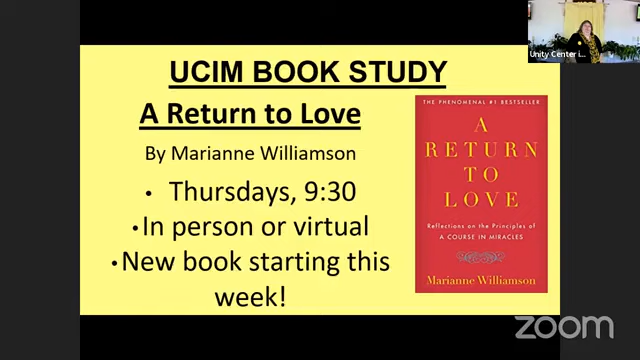 UCIM BOOK STUDY
A Return to Love
By Marianne Williamson
• Thursdays, 9:30
• In person or virtual
• New book starting this
week!
THE PHENOMENAL #1 BESTSELLER
A
RETURN
TO
LOVE
Reflections on the Principles of
A COURSE IN MIRACLES
Marianne Williamson
Unity Center i...
zoom